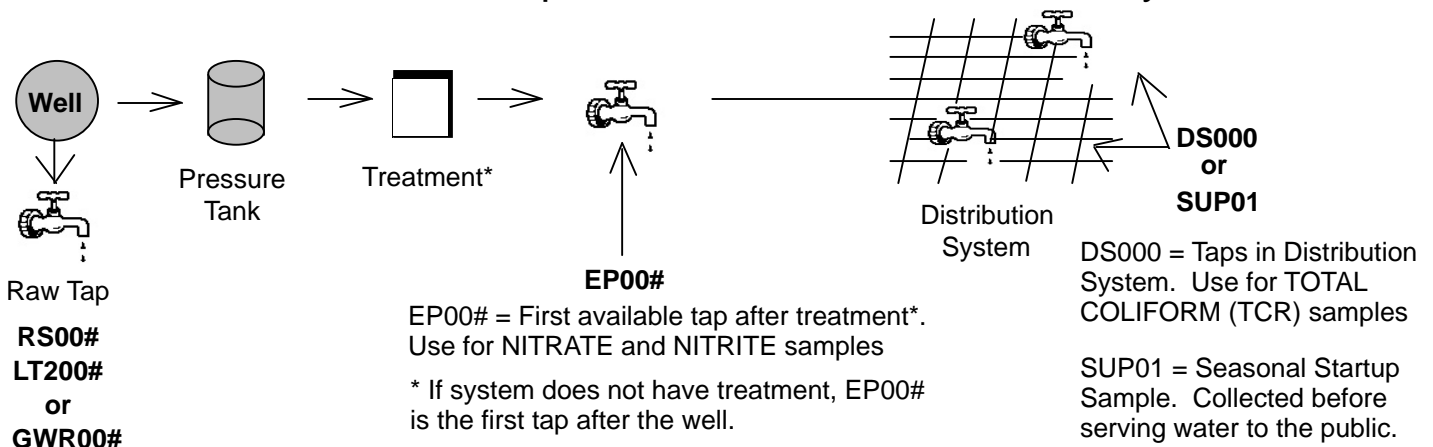 Well
Pressure
Tank
Treatment*
Raw Tap
RS00#
LT200#
or
GWR00#
EP00#
EP00# = First available tap after treatment*.
Use for NITRATE and NITRITE samples
* If system does not have treatment, EP00#
is the first tap after the well.
Distribution
System
DS000
or
SUP01
DS000 = Taps in Distribution
System. Use for TOTAL
COLIFORM (TCR) samples
SUP01 = Seasonal Startup
Sample. Collected before
serving water to the public.